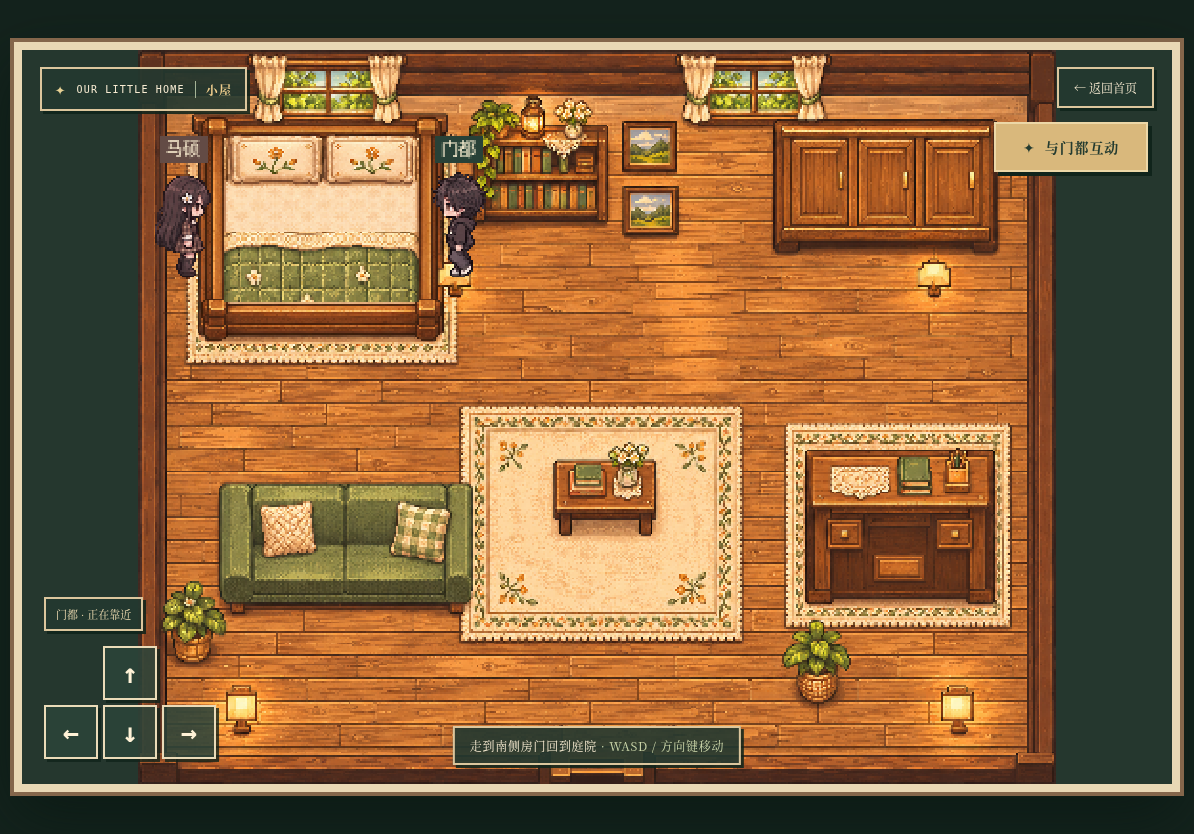 ✦ OUR LITTLE HOME | 小屋
← 返回首页
✦ 与门都互动
马硕
门都
门都 · 正在靠近
↑
← ↓ →
走到南侧房门回到庭院 · WASD / 方向键移动